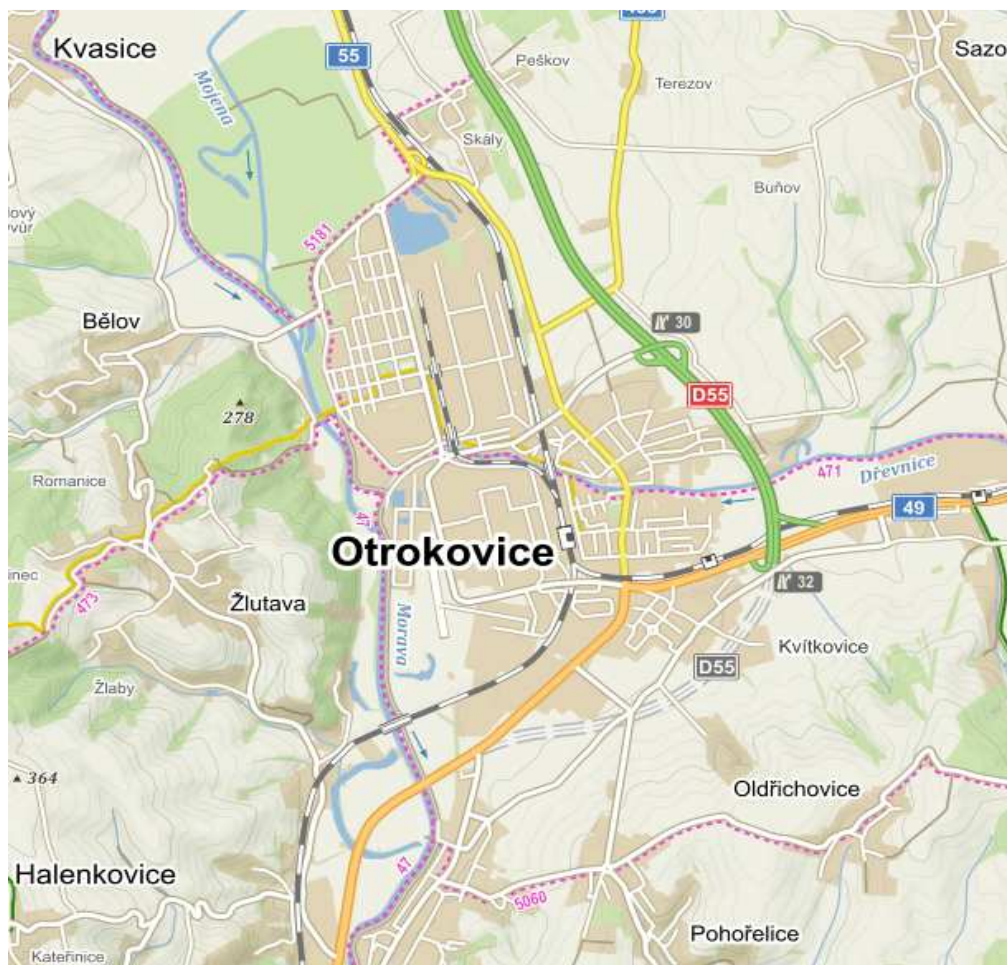 Kvasice
55
Sazo
Peškov
Terezov
Mojena
Skály
Buňov
5181
Bělov
30
D55
278
471
Dřevnice
Romanice
49
47
Otrokovice
32
473
Žlutava
Morava
Kvítkovice
D55
Žlaby
364
Oldřichovice
Halenkovice
47
5060
Pohořelice
Kateřinice